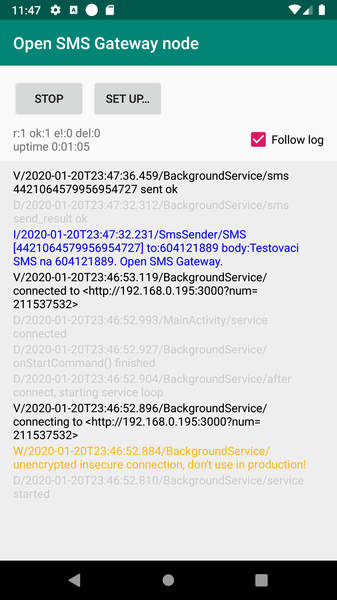 11:47
Open SMS Gateway node
STOP
SET UP...
r:1 ok:1 e!:0 del:0
uptime 0:01:05
Follow log
V/2020-01-20T23:47:36.459/BackgroundService/sms
4421064579956954727 sent ok
D/2020-01-20T23:47:32.312/BackgroundService/sms
send_result ok
I/2020-01-20T23:47:32.231/SmsSender/SMS
[4421064579956954727] to:604121889 body:Testovaci
SMS na 604121889. Open SMS Gateway.
V/2020-01-20T23:46:53.119/BackgroundService/
connected to <http://192.168.0.195:3000?num=
211537532>
D/2020-01-20T23:46:52.993/MainActivity/service
connected
D/2020-01-20T23:46:52.927/BackgroundService/
onStartCommand() finished
D/2020-01-20T23:46:52.904/BackgroundService/after
connect, starting service loop
V/2020-01-20T23:46:52.896/BackgroundService/
connecting to <http://192.168.0.195:3000?num=
211537532>
W/2020-01-20T23:46:52.884/BackgroundService/
unencrypted insecure connection, don't use in production!
D/2020-01-20T23:46:52.810/BackgroundService/service
started